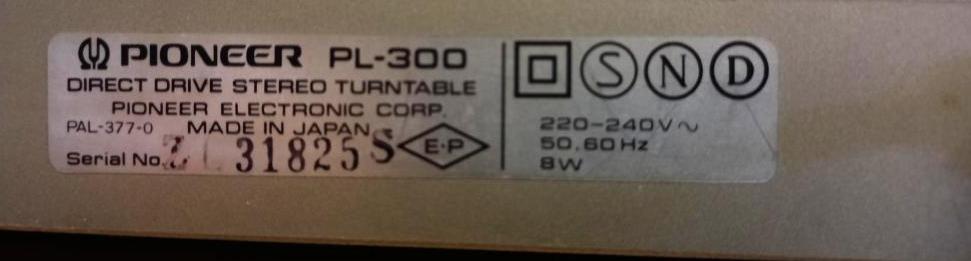 PIONEER PL-300
DIRECT DRIVE STEREO TURNTABLE
PIONEER ELECTRONIC CORP.
PAL-377-0 MADE IN JAPAN
Serial No. 31825 S
E·P
S N D
220-240V~
50.60Hz
8W